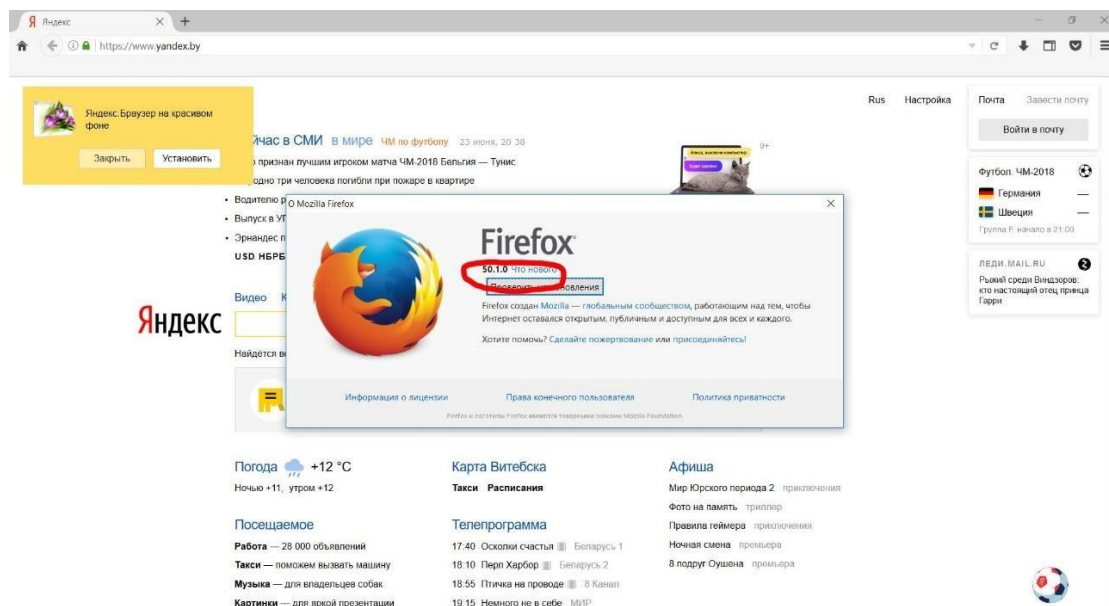 Яндекс
https://www.yandex.by
Яндекс.Браузер на красивом
фоне
Закрыть Установить
Rus Настройка
Почта Завести почту
Войти в почту
Футбол. ЧМ-2018
Германия —
Швеция —
Группа F, начало в 21:00
ЛЕДИ.MAIL.RU
Рыжий среди Виндзоров:
кто настоящий отец принца
Гарри
в СМИ в мире ЧМ по футболу 23 июня, 20 38
признан лучшим игроком матча ЧМ-2018 Бельгия — Тунис
три человека погибли при пожаре в квартире
0+
Водителю
Выпуск в
Эрнандес
USD НБРБ
О Mozilla Firefox
Firefox
50.1.0 Что нового
Проверить
Firefox создан Mozilla — глобальным сообществом, работающим над тем, чтобы
Интернет оставался открытым, публичным и доступным для всех и каждого.
Хотите помочь? Сделайте пожертвование или присоединяйтесь!
Информация о лицензии Права конечного пользователя Политика приватности
Firefox и логотипы Firefox являются товарными знаками Mozilla Foundation.
Видео
Яндекс
Найдётся
Погода +12 °C
Ночью +11, утром +12
Карта Витебска
Такси Расписания
Афиша
Мир Юрского периода 2 приключения
Фото на память триллер
Правила геймера приключения
Ночная смена премьера
8 подруг Оушена премьера
Посещаемое
Работа — 28 000 объявлений
Такси — поможем вызвать машину
Музыка — для владельцев собак
Картинки — для яркой презентации
Телепрограмма
17:40 Осколки счастья Беларусь 1
18:10 Перл Харбор Беларусь 2
18:55 Птичка на проводе 8 Канал
19:15 Немного не в себе МИР